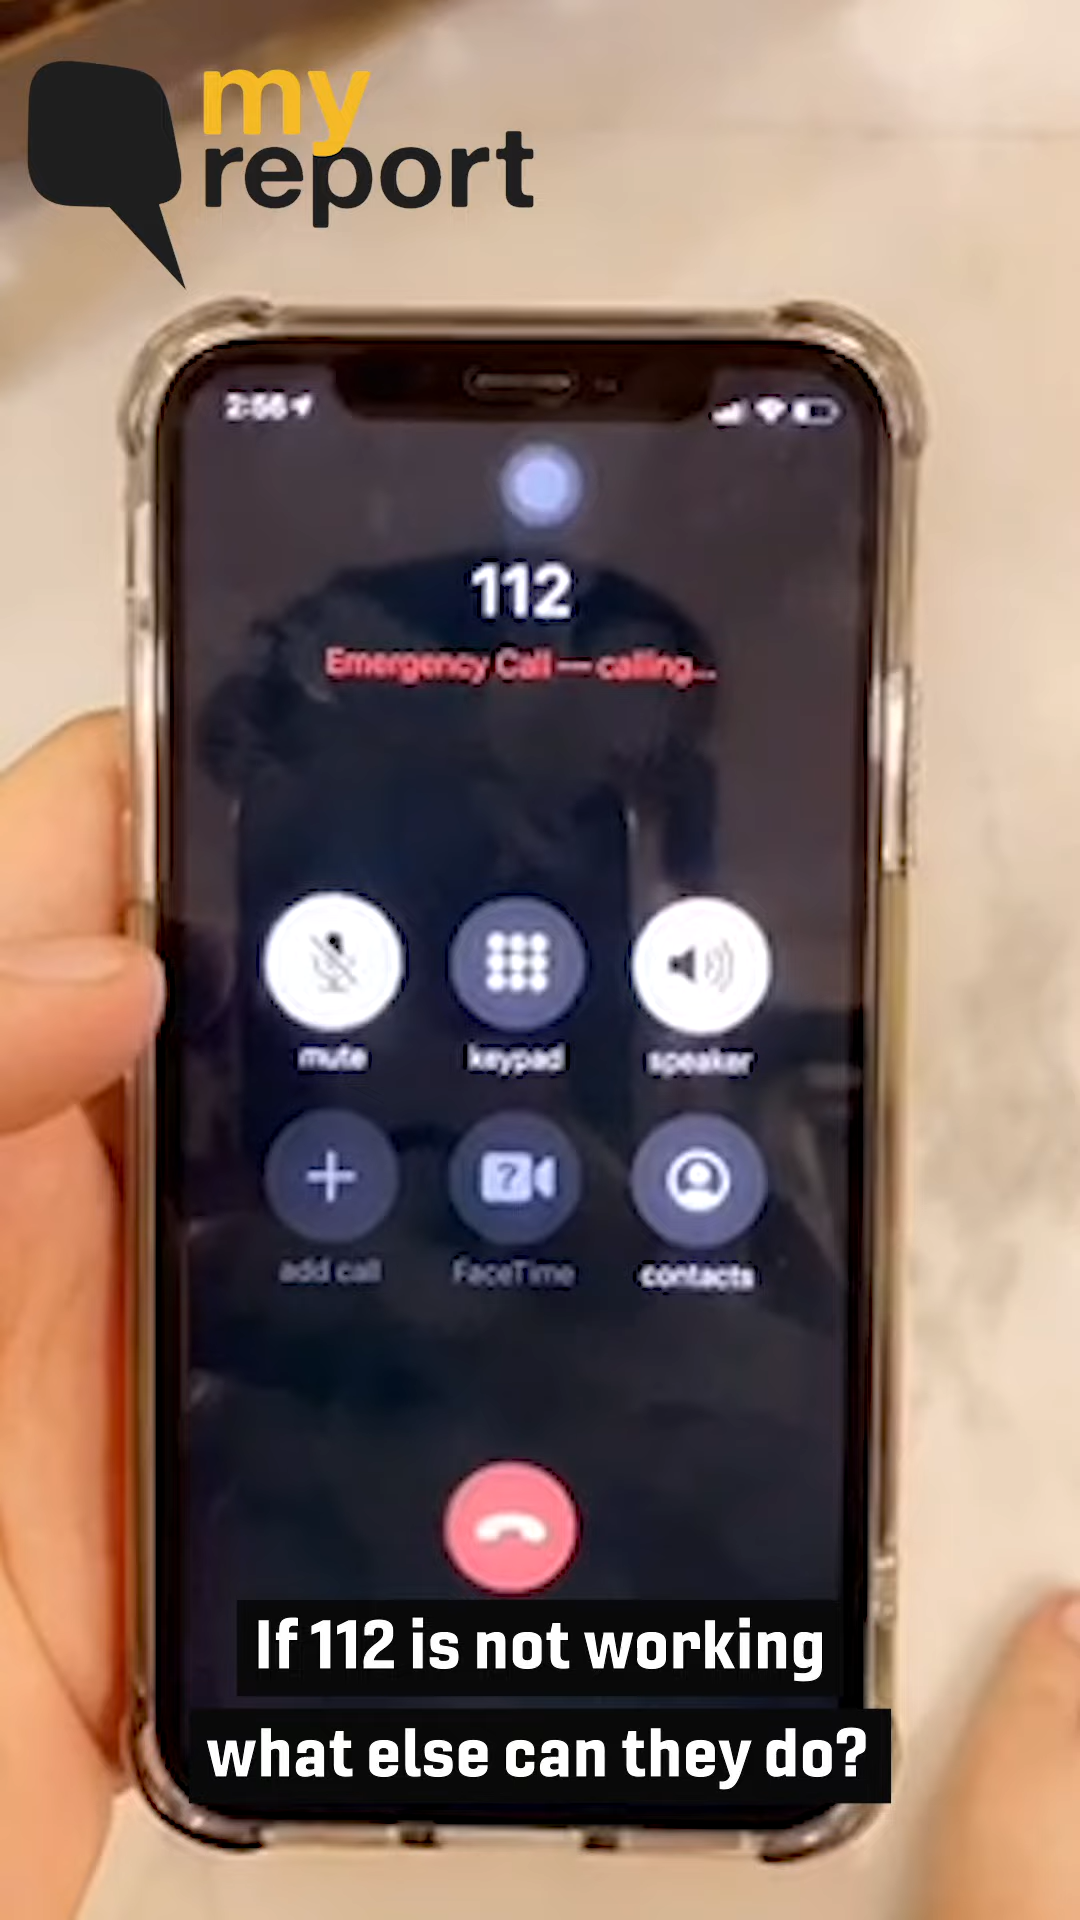 my
report
2:56
112
Emergency Call — calling...
mute
keypad
speaker
add call
FaceTime
contacts
If 112 is not working
what else can they do?